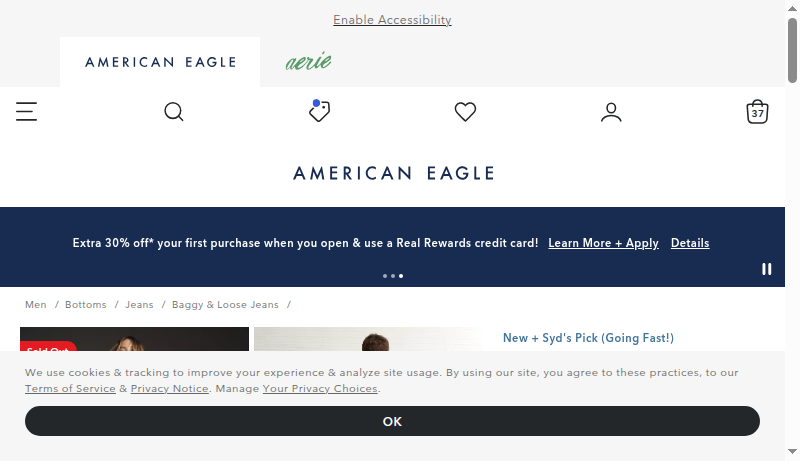 Enable Accessibility
AMERICAN EAGLE
aerie
37
AMERICAN EAGLE
Extra 30% off* your first purchase when you open & use a Real Rewards credit card! Learn More + Apply Details
Men / Bottoms / Jeans / Baggy & Loose Jeans /
Sold Out
New + Syd's Pick (Going Fast!)
We use cookies & tracking to improve your experience & analyze site usage. By using our site, you agree to these practices, to our
Terms of Service & Privacy Notice. Manage Your Privacy Choices.
OK